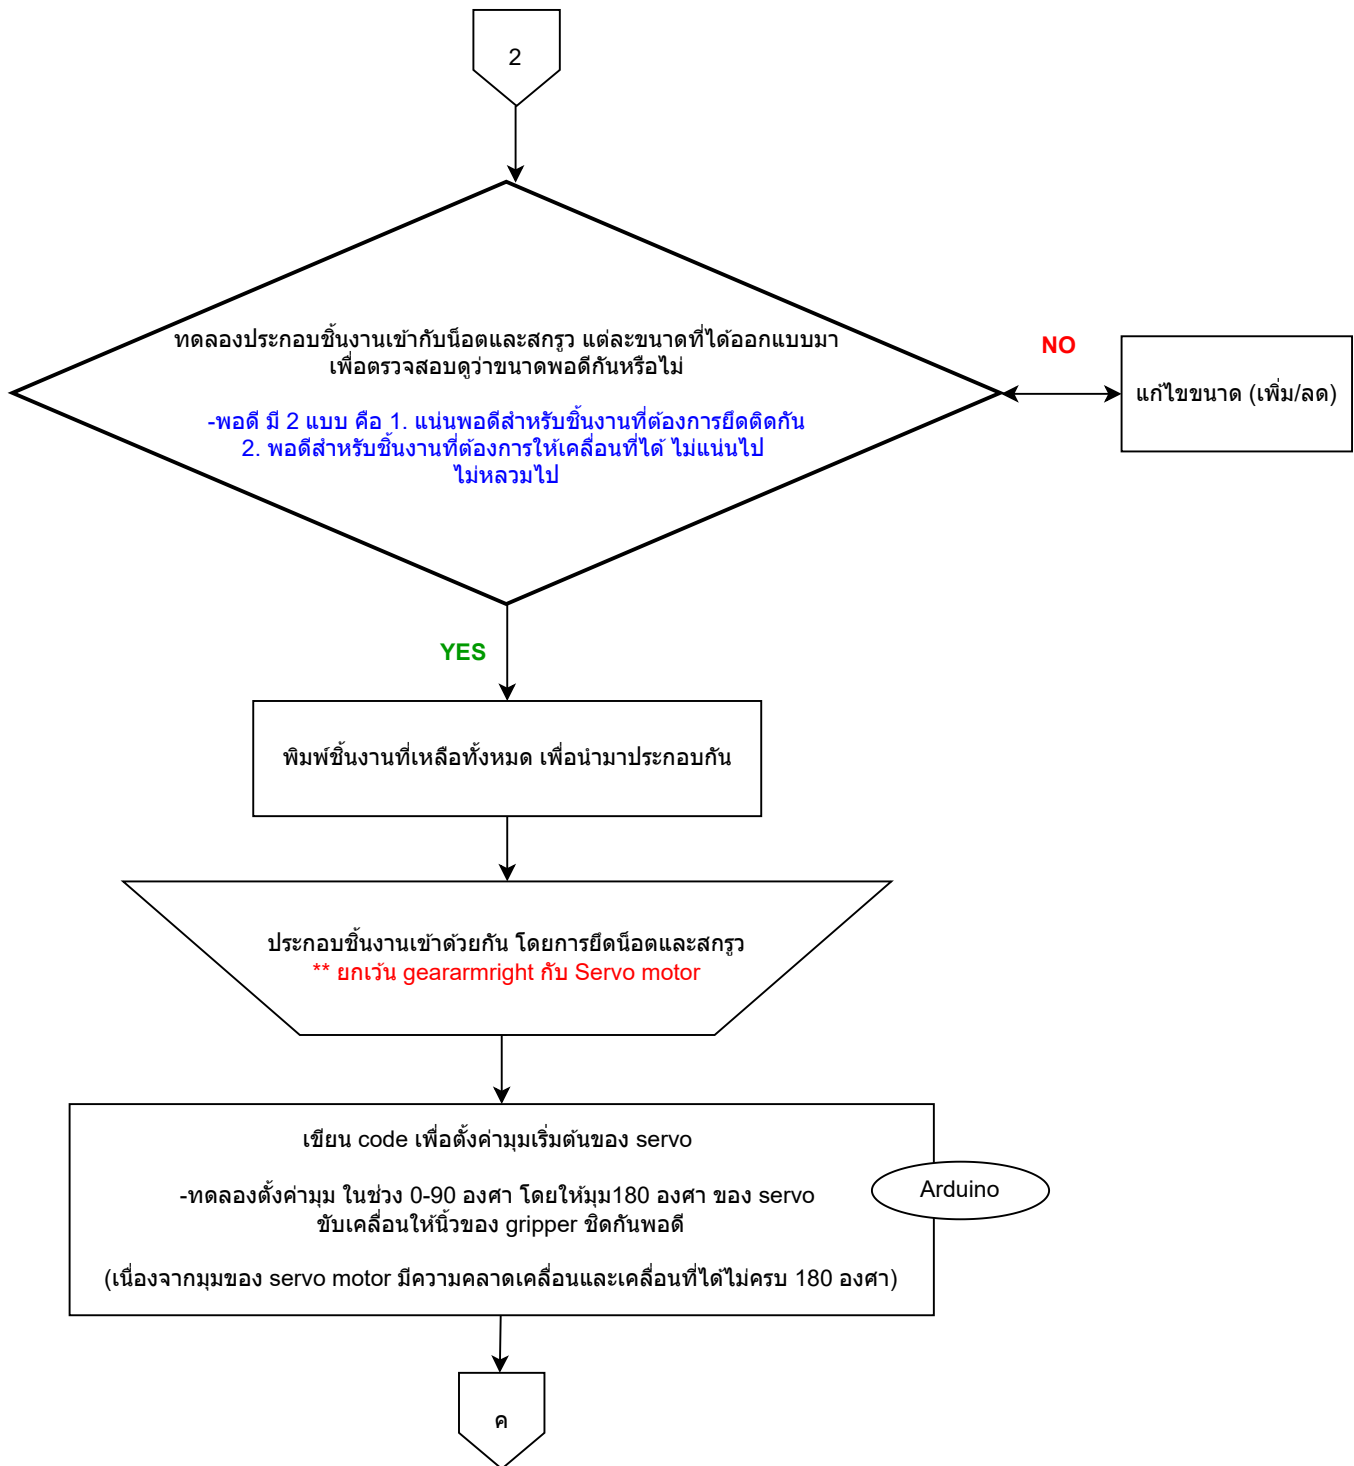 2
ทดลองประกอบชิ้นงานเข้ากับน็อตและสกรูว แต่ละขนาดที่ได้ออกแบบมา
เพื่อตรวจสอบดูว่าขนาดพอดีกันหรือไม่
-พอดี มี 2 แบบ คือ 1. แน่นพอดีสำหรับชิ้นงานที่ต้องการยึดติดกัน
2. พอดีสำหรับชิ้นงานที่ต้องการให้เคลื่อนที่ได้ ไม่แน่นไป
ไม่หลวมไป
NO
แก้ไขขนาด (เพิ่ม/ลด)
YES
พิมพ์ชิ้นงานที่เหลือทั้งหมด เพื่อนำมาประกอบกัน
ประกอบชิ้นงานเข้าด้วยกัน โดยการยึดน็อตและสกรูว
** ยกเว้น geararmright กับ Servo motor
เขียน code เพื่อตั้งค่ามุมเริ่มต้นของ servo
-ทดลองตั้งค่ามุม ในช่วง 0-90 องศา โดยให้มุม180 องศา ของ servo
ขับเคลื่อนให้นิ้วของ gripper ชิดกันพอดี
(เนื่องจากมุมของ servo motor มีความคลาดเคลื่อนและเคลื่อนที่ได้ไม่ครบ 180 องศา)
Arduino
ค